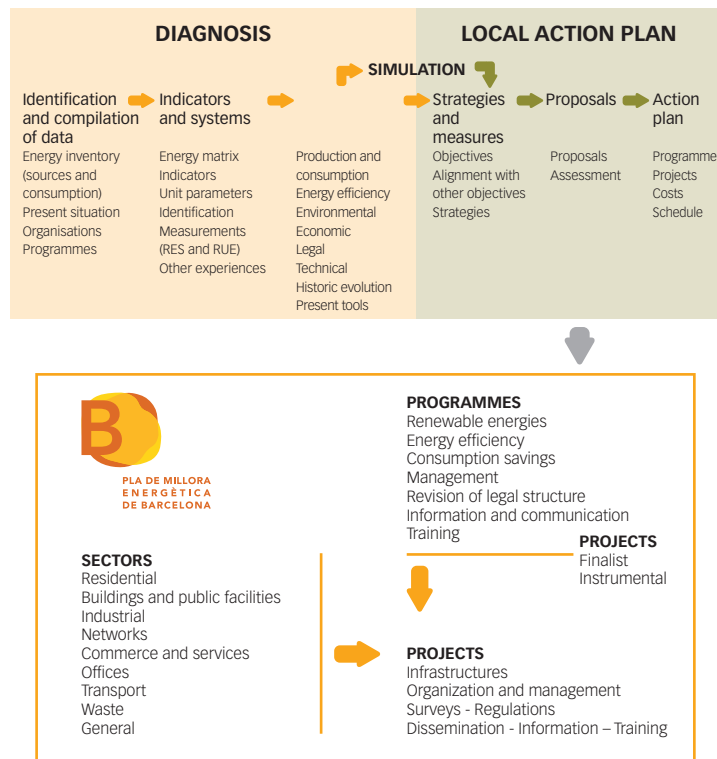 DIAGNOSIS
LOCAL ACTION PLAN
SIMULATION
Identification
and compilation
of data
Energy inventory
(sources and
consumption)
Present situation
Organisations
Programmes
Indicators
and systems
Energy matrix
Indicators
Unit parameters
Identification
Measurements
(RES and RUE)
Other experiences
Production and
consumption
Energy efficiency
Environmental
Economic
Legal
Technical
Historic evolution
Present tools
Strategies
and
measures
Objectives
Alignment with
other objectives
Strategies
Proposals
Proposals
Assessment
Action
plan
Programme
Projects
Costs
Schedule
B
PLA DE MILLORA
ENERGÈTICA
DE BARCELONA
PROGRAMMES
Renewable energies
Energy efficiency
Consumption savings
Management
Revision of legal structure
Information and communication
Training
PROJECTS
Finalist
Instrumental
SECTORS
Residential
Buildings and public facilities
Industrial
Networks
Commerce and services
Offices
Transport
Waste
General
PROJECTS
Infrastructures
Organization and management
Surveys - Regulations
Dissemination - Information – Training